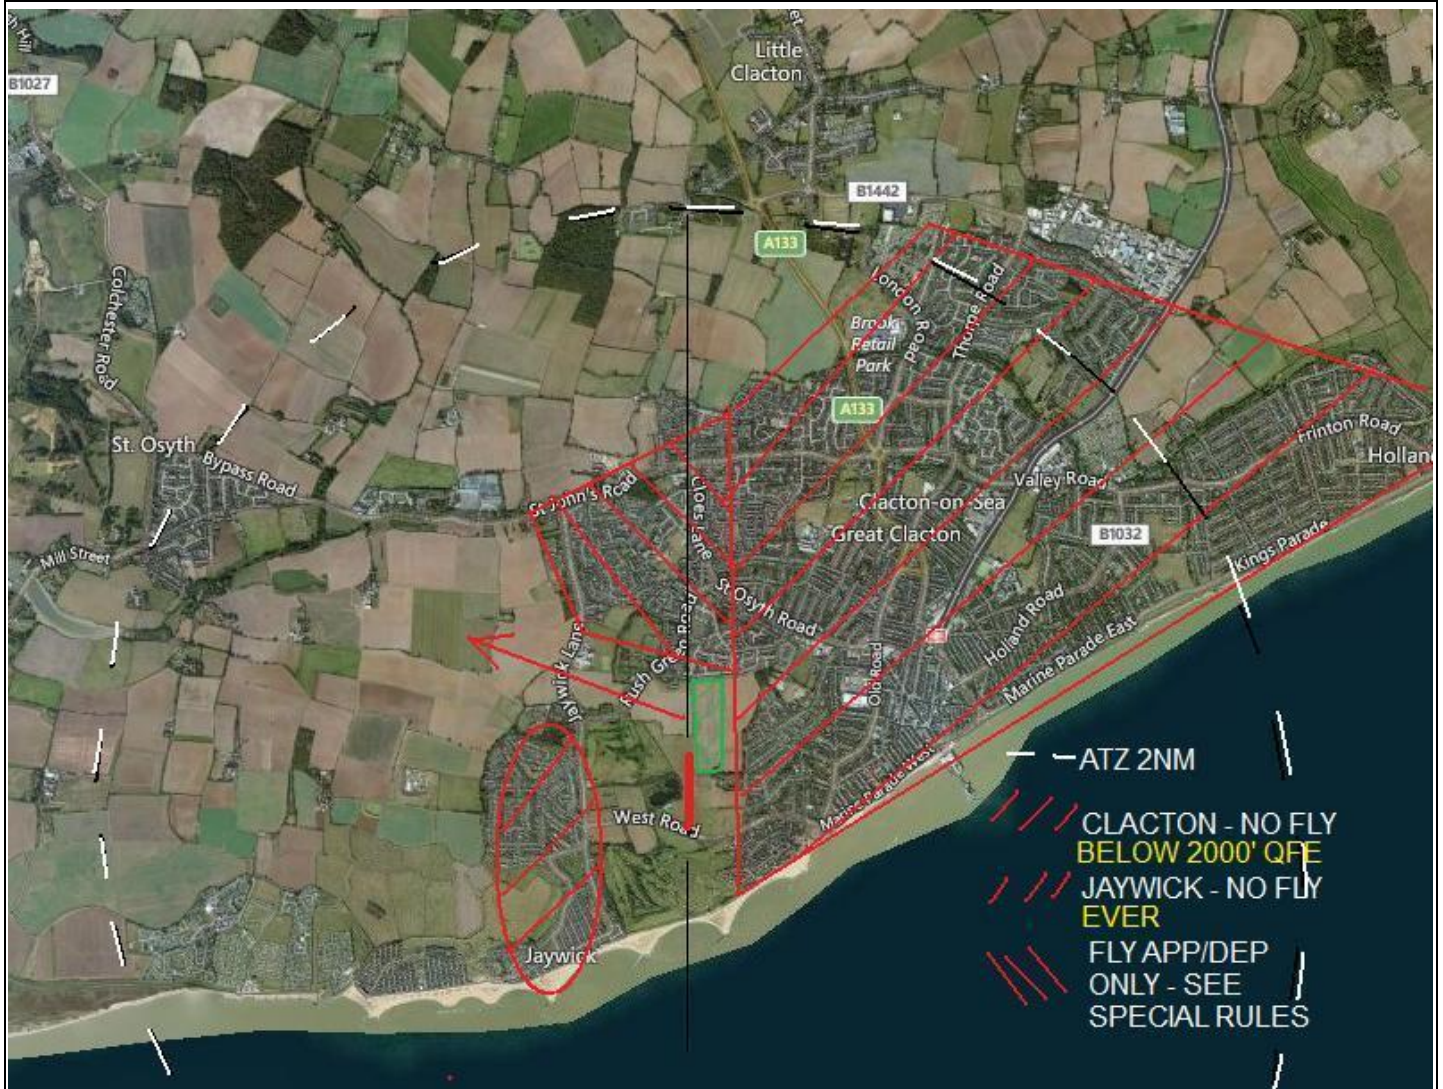 h Hill
B1027
et
Little
Clacton
B1442
A133
Colchester Road
London Road
Thorpe Road
Brook
Retail
Park
A133
St. Osyth
Bypass Road
Frinton Road
Hollan
St John's Road
Cloes Lane
Valley Road
Clacton-on-Sea
Great Clacton
B1032
Mill Street
Kings Parade
St Osyth Road
Holland Road
Jaywick Lane
Rush Green Road
Old Road
Marine Parade East
Marine Parade West
West Road
Jaywick
ATZ 2NM
CLACTON - NO FLY
BELOW 2000' QFE
JAYWICK - NO FLY
EVER
FLY APP/DEP
ONLY - SEE
SPECIAL RULES